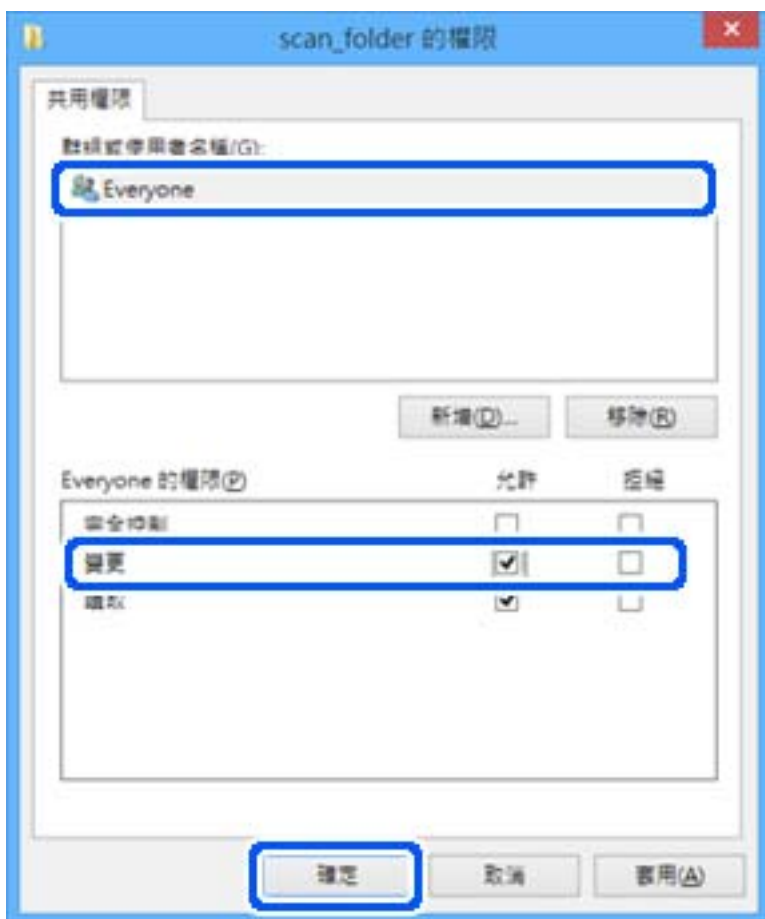 scan_folder 的權限
共用權限
群組或使用者名稱(G):
Everyone
新增(D)... 移除(R)
Everyone 的權限(P) 允許 拒絕
完全控制
變更
讀取
確定 取消 套用(A)